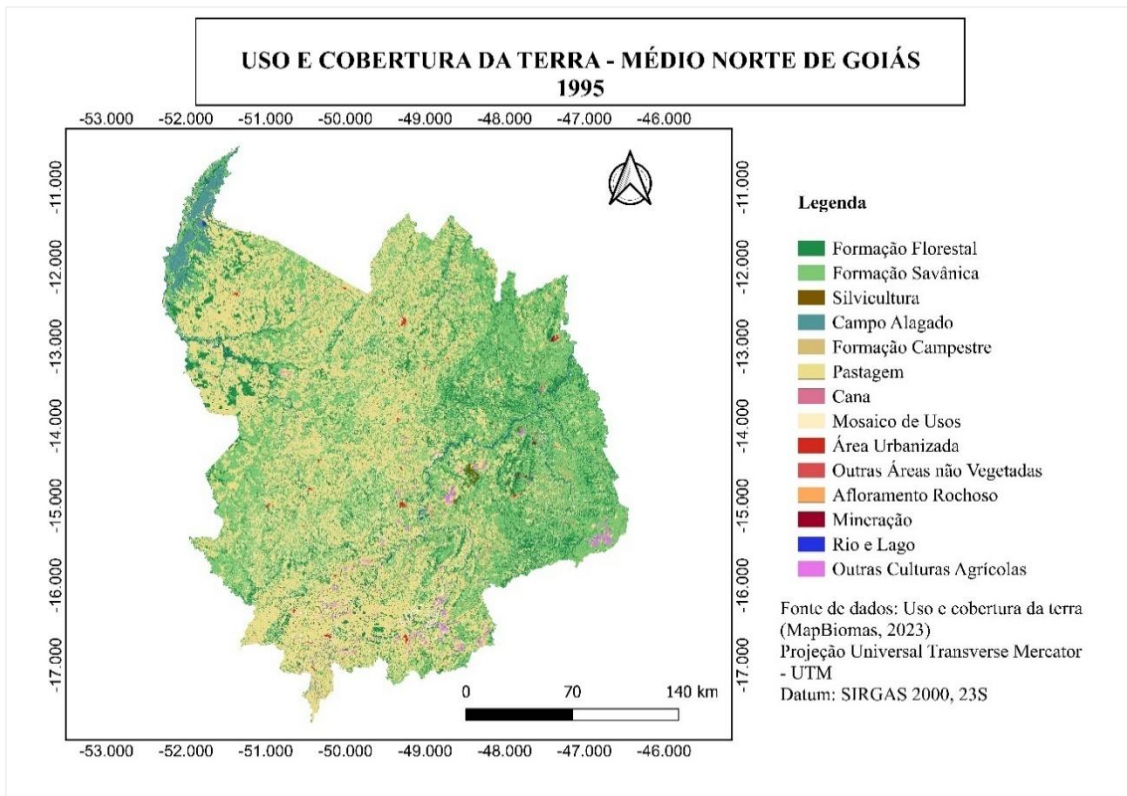 USO E COBERTURA DA TERRA - MÉDIO NORTE DE GOIÁS
1995
-53.000 -52.000 -51.000 -50.000 -49.000 -48.000 -47.000 -46.000
-11.000
-12.000
-13.000
-14.000
-15.000
-16.000
-17.000
-11.000
-12.000
-13.000
-14.000
-15.000
-16.000
-17.000
0 70 140 km
-53.000 -52.000 -51.000 -50.000 -49.000 -48.000 -47.000 -46.000
Legenda
Formação Florestal
Formação Savânica
Silvicultura
Campo Alagado
Formação Campestre
Pastagem
Cana
Mosaico de Usos
Área Urbanizada
Outras Áreas não Vegetadas
Afloramento Rochoso
Mineração
Rio e Lago
Outras Culturas Agrícolas
Fonte de dados: Uso e cobertura da terra
(MapBiomas, 2023)
Projeção Universal Transverse Mercator
- UTM
Datum: SIRGAS 2000, 23S